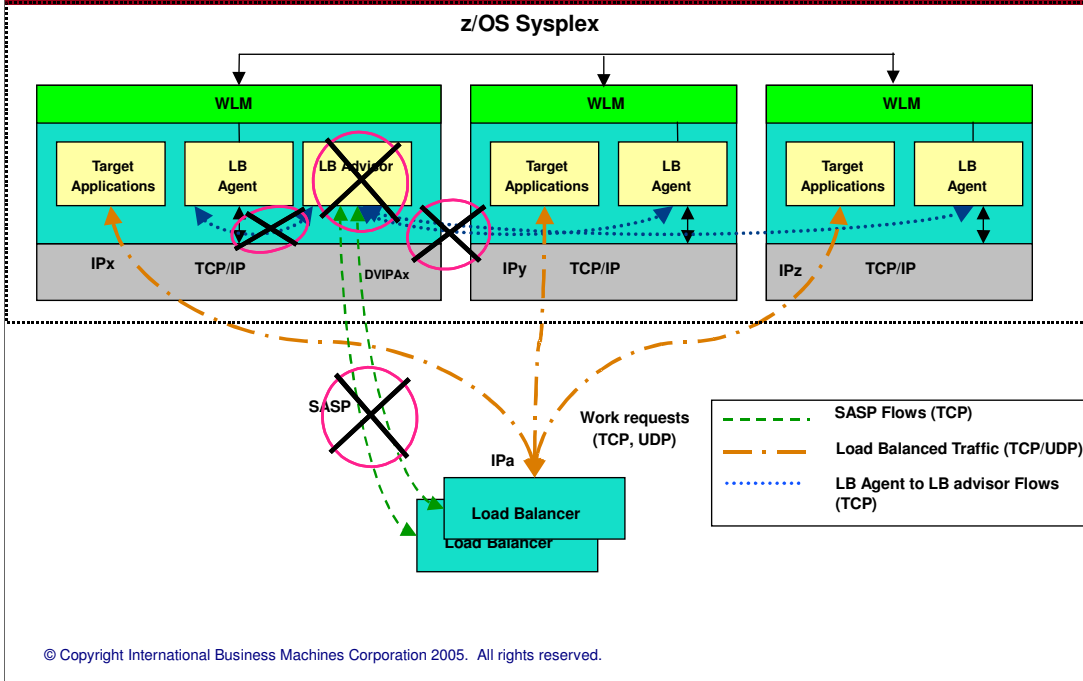 z/OS Sysplex
WLM
WLM
WLM
Target
Applications
LB
Agent
LB Advisor
Target
Applications
LB
Agent
Target
Applications
LB
Agent
IPx
TCP/IP
DVIPAx
IPy
TCP/IP
IPz
TCP/IP
SASP
Work requests
(TCP, UDP)
IPa
Load Balancer
Load Balancer
SASP Flows (TCP)
Load Balanced Traffic (TCP/UDP)
LB Agent to LB advisor Flows
(TCP)
© Copyright International Business Machines Corporation 2005. All rights reserved.